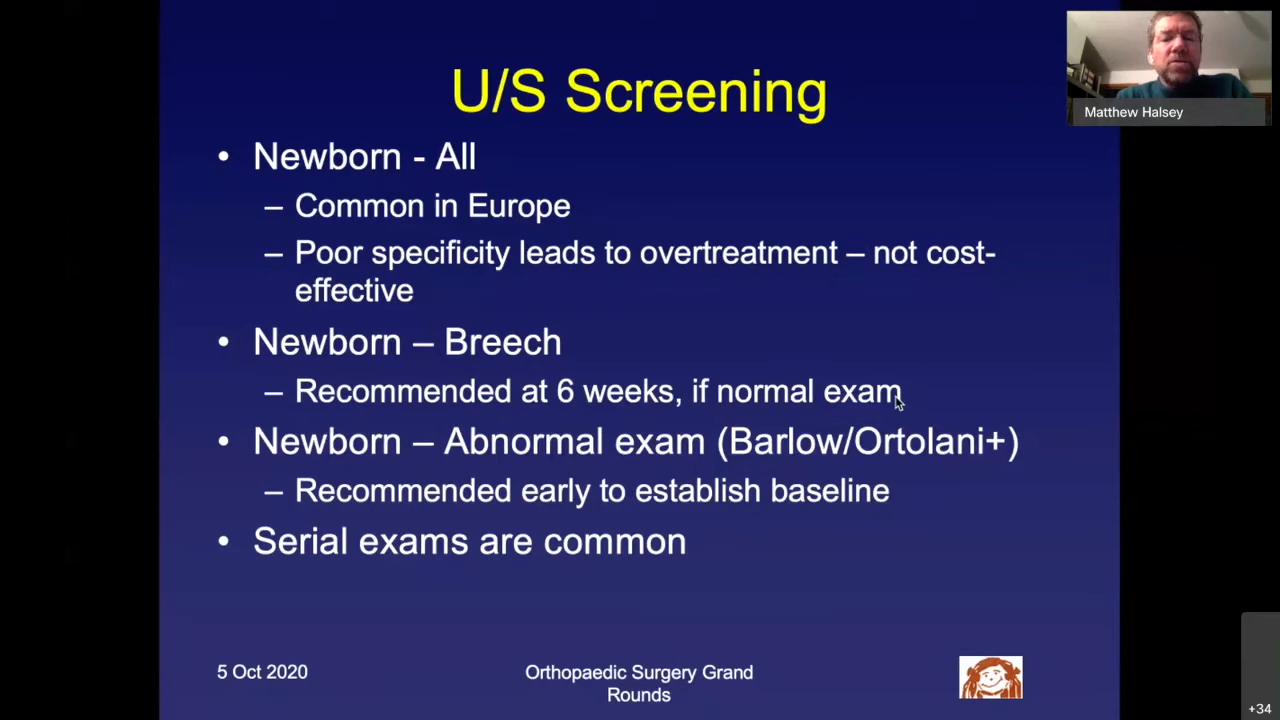 U/S Screening
Matthew Halsey
• Newborn - All
– Common in Europe
– Poor specificity leads to overtreatment – not cost-
effective
• Newborn – Breech
– Recommended at 6 weeks, if normal exam
• Newborn – Abnormal exam (Barlow/Ortolani+)
– Recommended early to establish baseline
• Serial exams are common
5 Oct 2020
Orthopaedic Surgery Grand
Rounds
+34